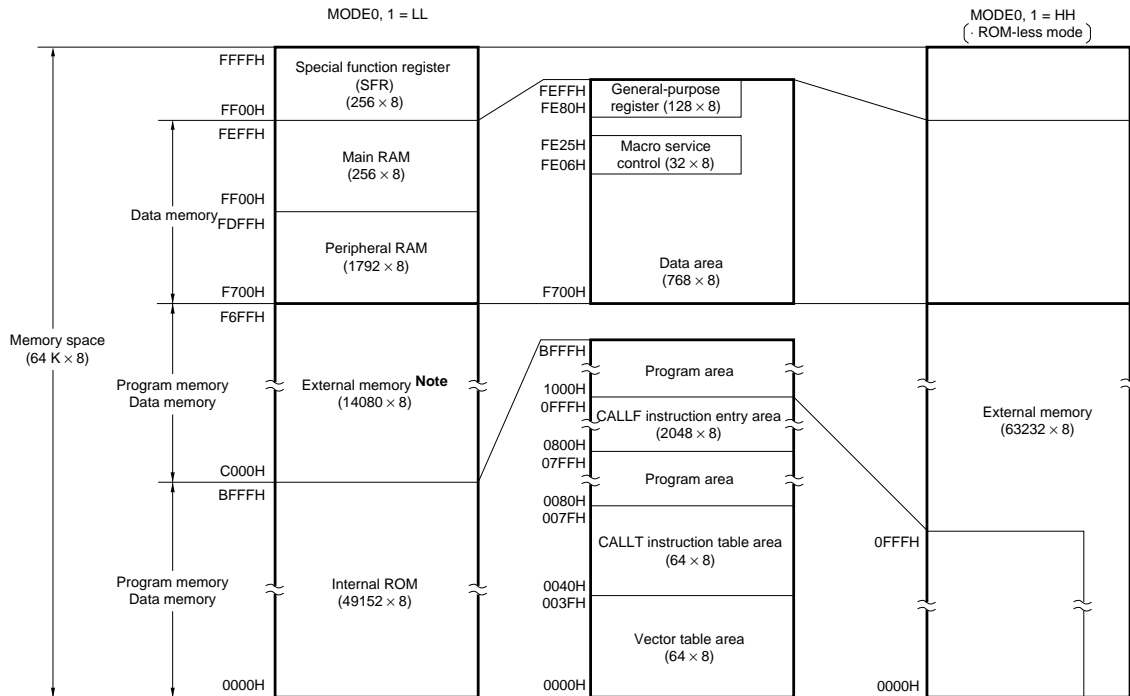 MODE0, 1 = LL
MODE0, 1 = HH
( · ROM-less mode )
FFFFH
Special function register
(SFR)
(256 × 8)
FF00H
FEFFH
Main RAM
(256 × 8)
FF00H
FDFFH
Peripheral RAM
(1792 × 8)
F700H
F6FFH
Data memory
Memory space
(64 K × 8)
Program memory
Data memory
External memory Note
(14080 × 8)
C000H
BFFFH
Program memory
Data memory
Internal ROM
(49152 × 8)
0000H
FEFFH
General-purpose
register (128 × 8)
FE80H
FE25H
Macro service
control (32 × 8)
FE06H
Data area
(768 × 8)
F700H
BFFFH
Program area
1000H
0FFFH
CALLF instruction entry area
(2048 × 8)
0800H
07FFH
Program area
0080H
007FH
CALLT instruction table area
(64 × 8)
0040H
003FH
Vector table area
(64 × 8)
0000H
External memory
(63232 × 8)
0FFFH
0000H